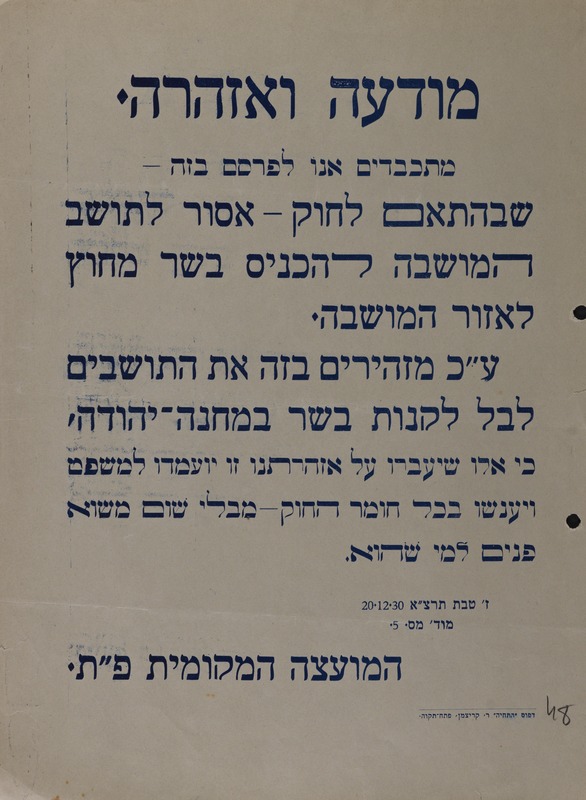 מודעה ואזהרה.
מתכבדים אנו לפרסם בזה –
שבהתאם לחוק – אסור לתושב
המושבה להכניס בשר מחוץ
לאזור המושבה.
ע״כ מזהירים בזה את התושבים
לבל לקנות בשר במחנה־יהודה,
כי אלו שיעברו על אזהרתנו זו יועמדו למשפט
ויענשו בכל חומר החוק–מבלי שום משוא
פנים למי שהוא.
ז׳ טבת תרצ״א 20.12.30
מוד׳ מס. 5.
המועצה המקומית פ״ת.
דפוס ״התחיה״ ר׳ קריצמן. פתח־תקוה.
48